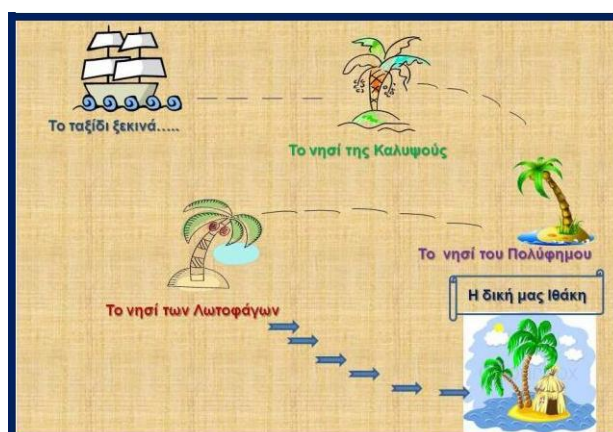 Το ταξίδι ξεκινά.....
Το νησί της Καλυψούς
Το νησί του Πολύφημου
Το νησί των Λωτοφάγων
Η δική μας Ιθάκη